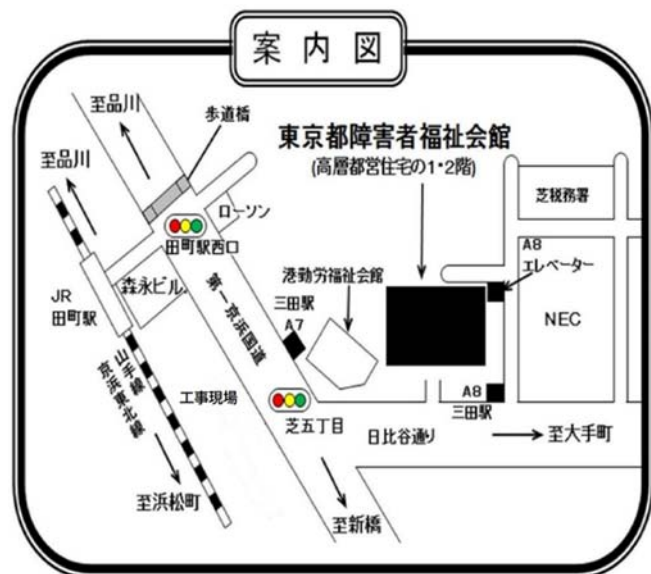 案内図
至品川
歩道橋
至品川
東京都障害者福祉会館
(高層都営住宅の1・2階)
ローソン
芝税務署
田町駅西口
A8
エレベーター
森永ビル
JR
田町駅
第一京浜国道
港勤労福祉会館
三田駅
A7
NEC
山手線
京浜東北線
工事現場
A8
三田駅
芝五丁目
日比谷通り
至大手町
至浜松町
至新橋